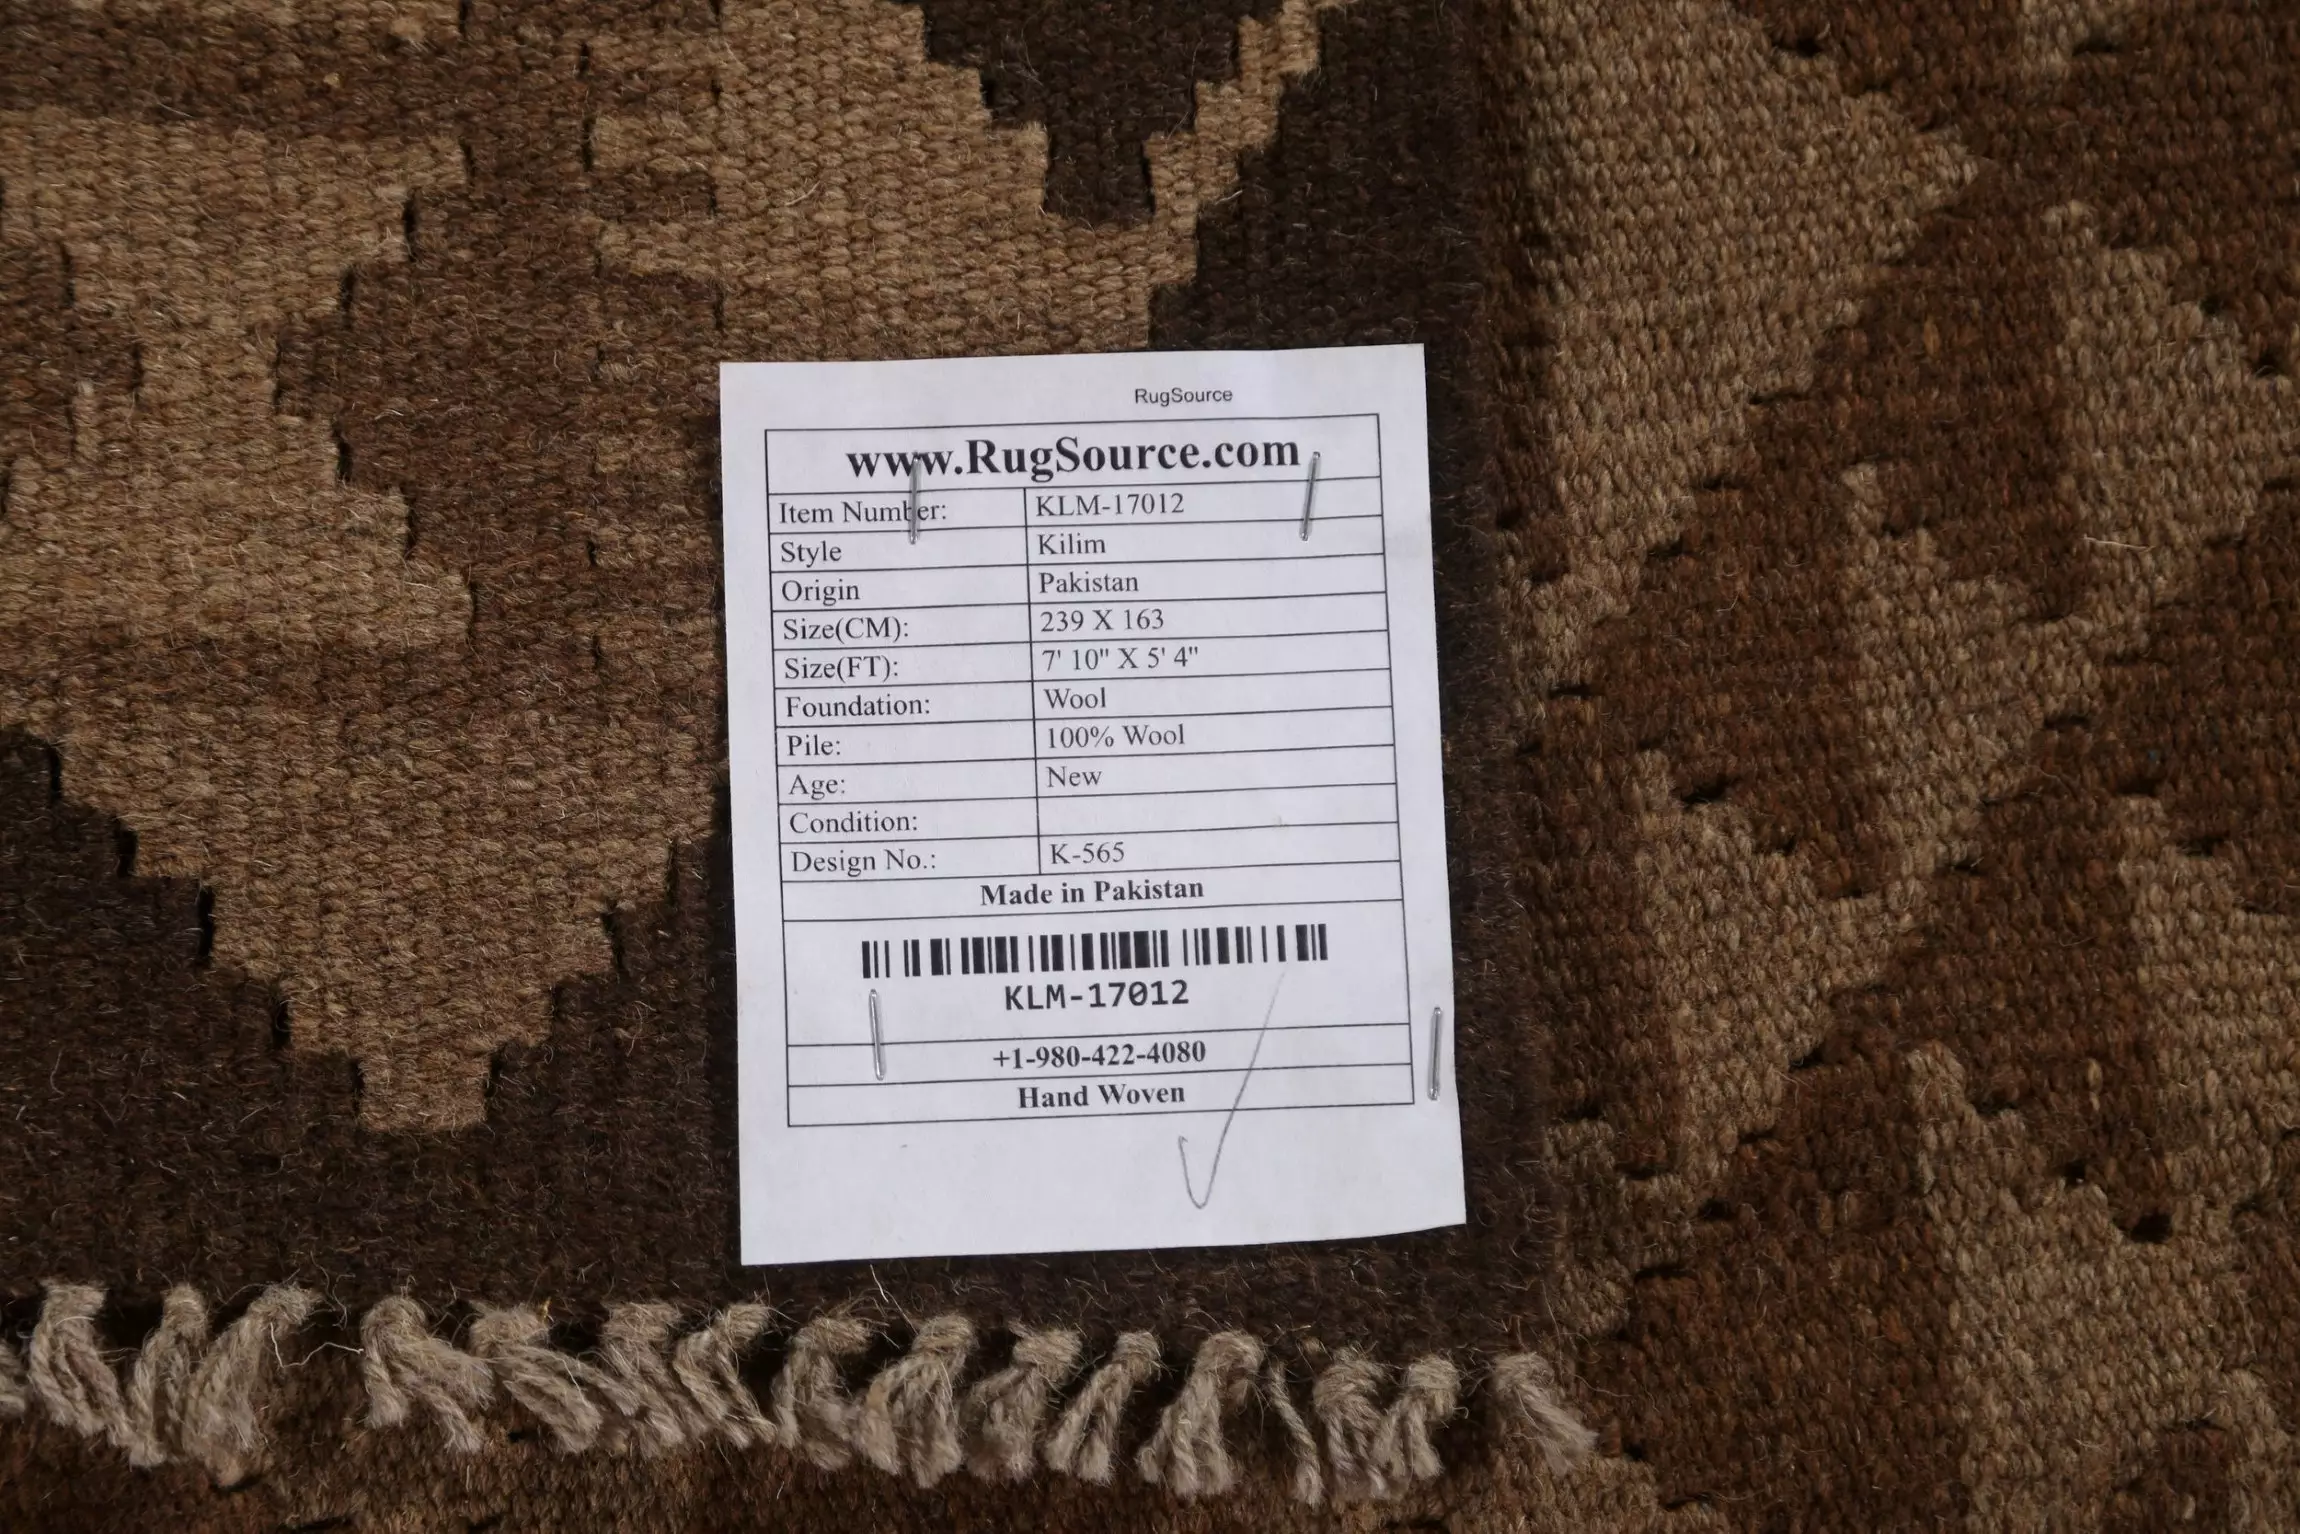 RugSource
www.RugSource.com
Item Number: KLM-17012
Style Kilim
Origin Pakistan
Size(CM): 239 X 163
Size(FT): 7' 10" X 5' 4"
Foundation: Wool
Pile: 100% Wool
Age: New
Condition:
Design No.: K-565
Made in Pakistan
KLM-17012
+1-980-422-4080
Hand Woven